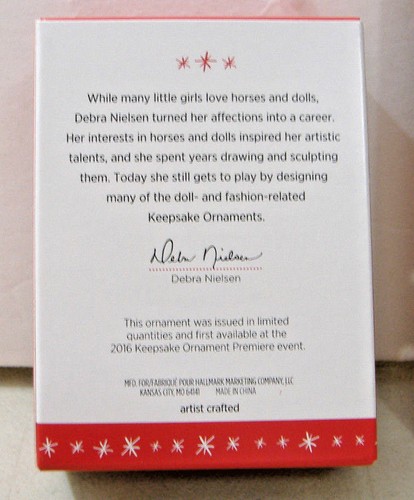 While many little girls love horses and dolls,
Debra Nielsen turned her affections into a career.
Her interests in horses and dolls inspired her artistic
talents, and she spent years drawing and sculpting
them. Today she still gets to play by designing
many of the doll- and fashion-related
Keepsake Ornaments.
Debra Nielsen
Debra Nielsen
This ornament was issued in limited
quantities and first available at the
2016 Keepsake Ornament Premiere event.
MFD. FOR/FABRIQUÉ POUR HALLMARK MARKETING COMPANY, LLC
KANSAS CITY, MO 64141 MADE IN CHINA
artist crafted